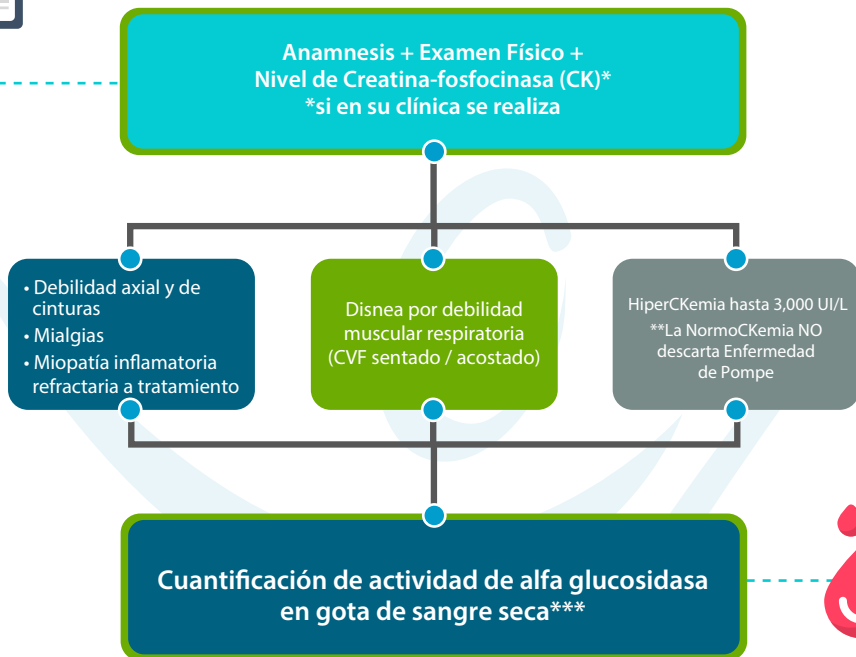 Anamnesis + Examen Físico +
Nivel de Creatina-fosfocinasa (CK)*
*si en su clínica se realiza
• Debilidad axial y de
cinturas
• Mialgias
• Miopatía inflamatoria
refractaria a tratamiento
Disnea por debilidad
muscular respiratoria
(CVF sentado / acostado)
HiperCKemia hasta 3,000 UI/L
**La NormoCKemia NO
descarta Enfermedad
de Pompe
Cuantificación de actividad de alfa glucosidasa
en gota de sangre seca***